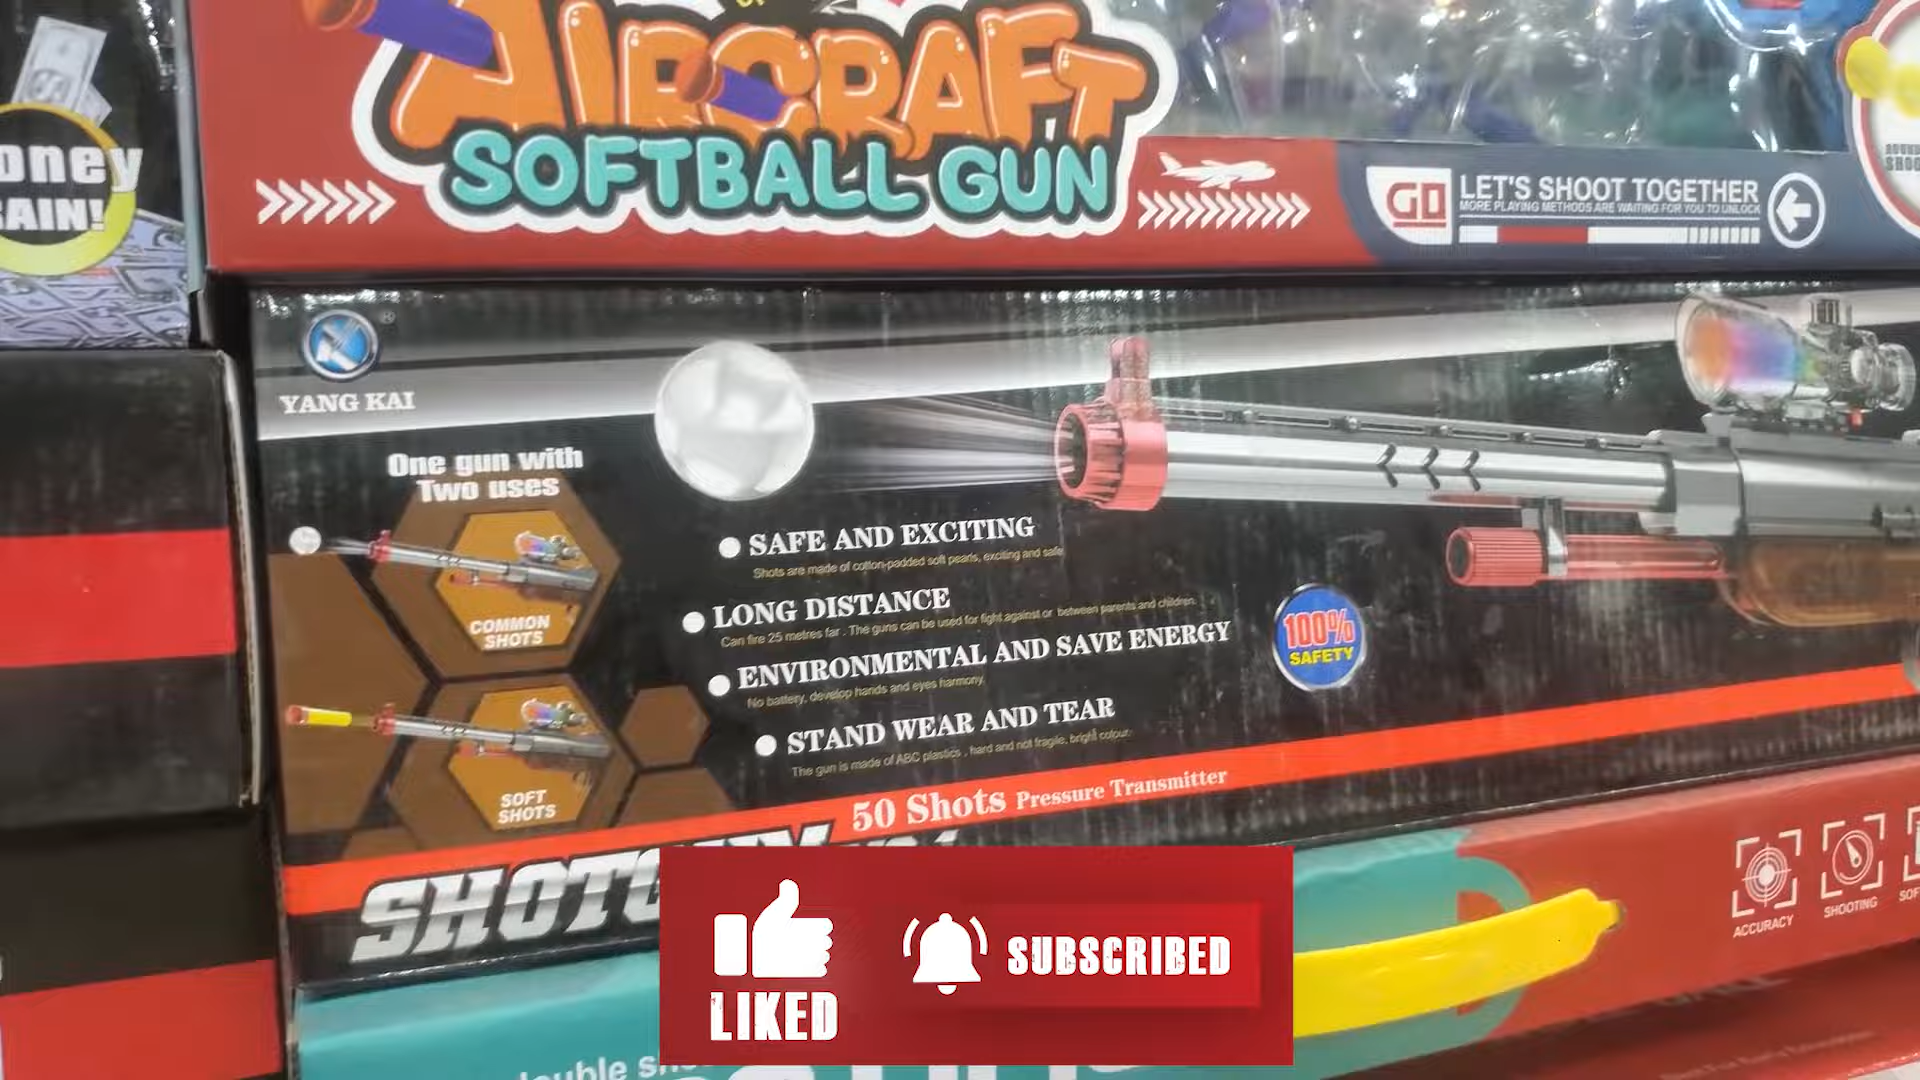 AIRCRAFT
SOFTBALL GUN
GO
LET'S SHOOT TOGETHER
MORE PLAYING METHODS ARE WAITING FOR YOU TO UNLOCK
oney
AIN!
YANG KAI
One gun with
Two uses
COMMON
SHOTS
SOFT
SHOTS
SAFE AND EXCITING
Shots are made of cotton-padded soft pearls, exciting and safe
LONG DISTANCE
Can fire 25 metres far . The guns can be used for fight against or between parents and children.
ENVIRONMENTAL AND SAVE ENERGY
No battery, develop hands and eyes harmony.
STAND WEAR AND TEAR
The gun is made of ABC plastics , hard and not fragile, bright colour.
100%
SAFETY
50 Shots Pressure Transmitter
SHOTGUN
ACCURACY
SHOOTING
LIKED
SUBSCRIBED